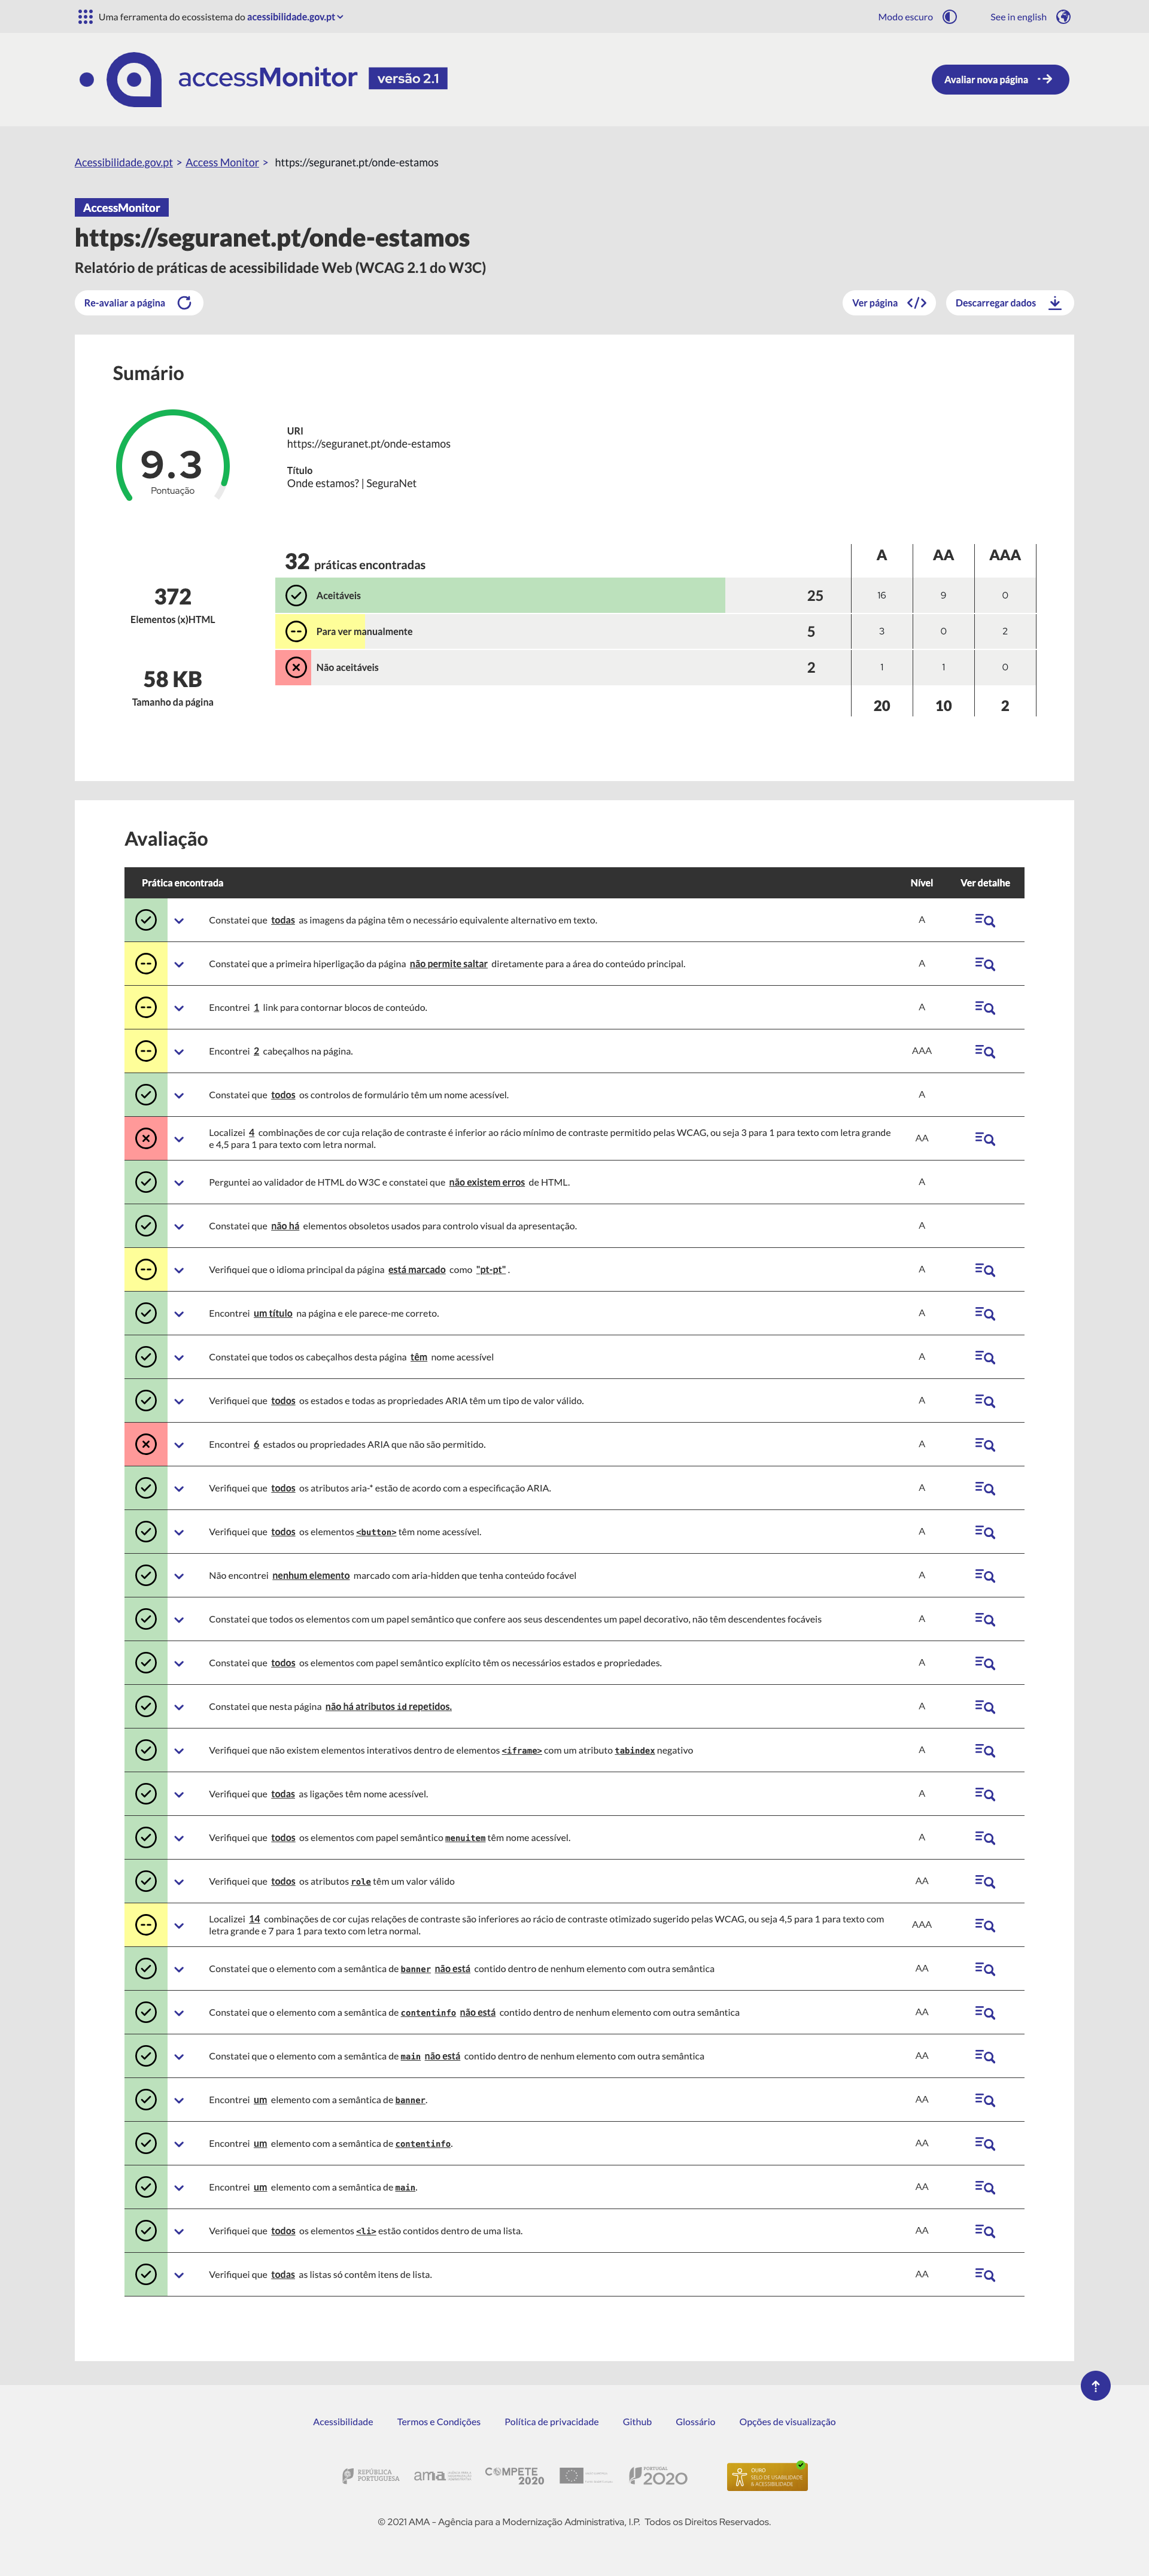 Uma ferramenta do ecossistema do acessibilidade.gov.pt
Modo escuro
See in english
accessMonitor versão 2.1
Avaliar nova página
Acessibilidade.gov.pt > Access Monitor > https://seguranet.pt/onde-estamos
AccessMonitor
https://seguranet.pt/onde-estamos
Relatório de práticas de acessibilidade Web (WCAG 2.1 do W3C)
Re-avaliar a página
Ver página
Descarregar dados
Sumário
9.3
Pontuação
URI
https://seguranet.pt/onde-estamos
Título
Onde estamos? | SeguraNet
372
Elementos (x)HTML
58 KB
Tamanho da página
32 práticas encontradas A AA AAA
Aceitáveis 25 16 9 0
Para ver manualmente 5 3 0 2
Não aceitáveis 2 1 1 0
20 10 2
Avaliação
Prática encontrada Nível Ver detalhe
Constatei que todas as imagens da página têm o necessário equivalente alternativo em texto. A
Constatei que a primeira hiperligação da página não permite saltar diretamente para a área do conteúdo principal. A
Encontrei 1 link para contornar blocos de conteúdo. A
Encontrei 2 cabeçalhos na página. AAA
Constatei que todos os controlos de formulário têm um nome acessível. A
Localizei 4 combinações de cor cuja relação de contraste é inferior ao rácio mínimo de contraste permitido pelas WCAG, ou seja 3 para 1 para texto com letra grande
e 4,5 para 1 para texto com letra normal. AA
Perguntei ao validador de HTML do W3C e constatei que não existem erros de HTML. A
Constatei que não há elementos obsoletos usados para controlo visual da apresentação. A
Verifiquei que o idioma principal da página está marcado como "pt-pt" . A
Encontrei um título na página e ele parece-me correto. A
Constatei que todos os cabeçalhos desta página têm nome acessível A
Verifiquei que todos os estados e todas as propriedades ARIA têm um tipo de valor válido. A
Encontrei 6 estados ou propriedades ARIA que não são permitido. A
Verifiquei que todos os atributos aria-* estão de acordo com a especificação ARIA. A
Verifiquei que todos os elementos <button> têm nome acessível. A
Não encontrei nenhum elemento marcado com aria-hidden que tenha conteúdo focável A
Constatei que todos os elementos com um papel semântico que confere aos seus descendentes um papel decorativo, não têm descendentes focáveis A
Constatei que todos os elementos com papel semântico explícito têm os necessários estados e propriedades. A
Constatei que nesta página não há atributos id repetidos. A
Verifiquei que não existem elementos interativos dentro de elementos <iframe> com um atributo tabindex negativo A
Verifiquei que todas as ligações têm nome acessível. A
Verifiquei que todos os elementos com papel semântico menuitem têm nome acessível. A
Verifiquei que todos os atributos role têm um valor válido AA
Localizei 14 combinações de cor cujas relações de contraste são inferiores ao rácio de contraste otimizado sugerido pelas WCAG, ou seja 4,5 para 1 para texto com
letra grande e 7 para 1 para texto com letra normal. AAA
Constatei que o elemento com a semântica de banner não está contido dentro de nenhum elemento com outra semântica AA
Constatei que o elemento com a semântica de contentinfo não está contido dentro de nenhum elemento com outra semântica AA
Constatei que o elemento com a semântica de main não está contido dentro de nenhum elemento com outra semântica AA
Encontrei um elemento com a semântica de banner. AA
Encontrei um elemento com a semântica de contentinfo. AA
Encontrei um elemento com a semântica de main. AA
Verifiquei que todos os elementos <li> estão contidos dentro de uma lista. AA
Verifiquei que todas as listas só contêm itens de lista. AA
Acessibilidade Termos e Condições Política de privacidade Github Glossário Opções de visualização
REPÚBLICA
PORTUGUESA
ama
COMPETE
2020
PORTUGAL
2020
OURO
SELO DE USABILIDADE
& ACESSIBILIDADE
© 2021 AMA - Agência para a Modernização Administrativa, I.P. Todos os Direitos Reservados.